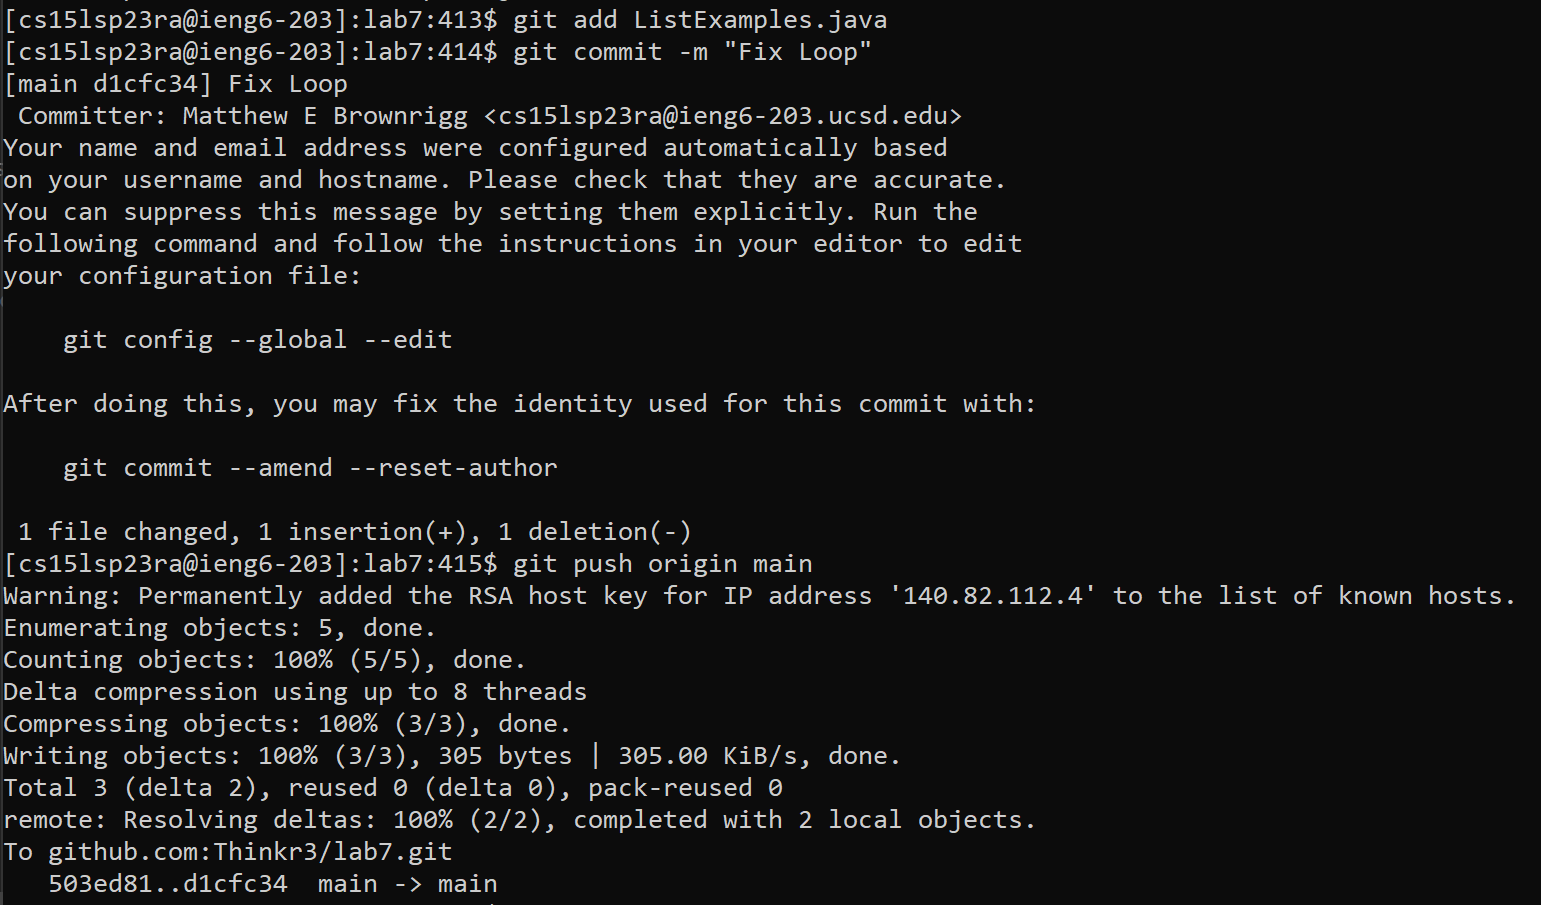 [cs15lsp23ra@ieng6-203]:lab7:413$ git add ListExamples.java
[cs15lsp23ra@ieng6-203]:lab7:414$ git commit -m "Fix Loop"
[main d1cfc34] Fix Loop
 Committer: Matthew E Brownrigg <cs15lsp23ra@ieng6-203.ucsd.edu>
Your name and email address were configured automatically based
on your username and hostname. Please check that they are accurate.
You can suppress this message by setting them explicitly. Run the
following command and follow the instructions in your editor to edit
your configuration file:

    git config --global --edit

After doing this, you may fix the identity used for this commit with:

    git commit --amend --reset-author

 1 file changed, 1 insertion(+), 1 deletion(-)
[cs15lsp23ra@ieng6-203]:lab7:415$ git push origin main
Warning: Permanently added the RSA host key for IP address '140.82.112.4' to the list of known hosts.
Enumerating objects: 5, done.
Counting objects: 100% (5/5), done.
Delta compression using up to 8 threads
Compressing objects: 100% (3/3), done.
Writing objects: 100% (3/3), 305 bytes | 305.00 KiB/s, done.
Total 3 (delta 2), reused 0 (delta 0), pack-reused 0
remote: Resolving deltas: 100% (2/2), completed with 2 local objects.
To github.com:Thinkr3/lab7.git
   503ed81..d1cfc34  main -> main